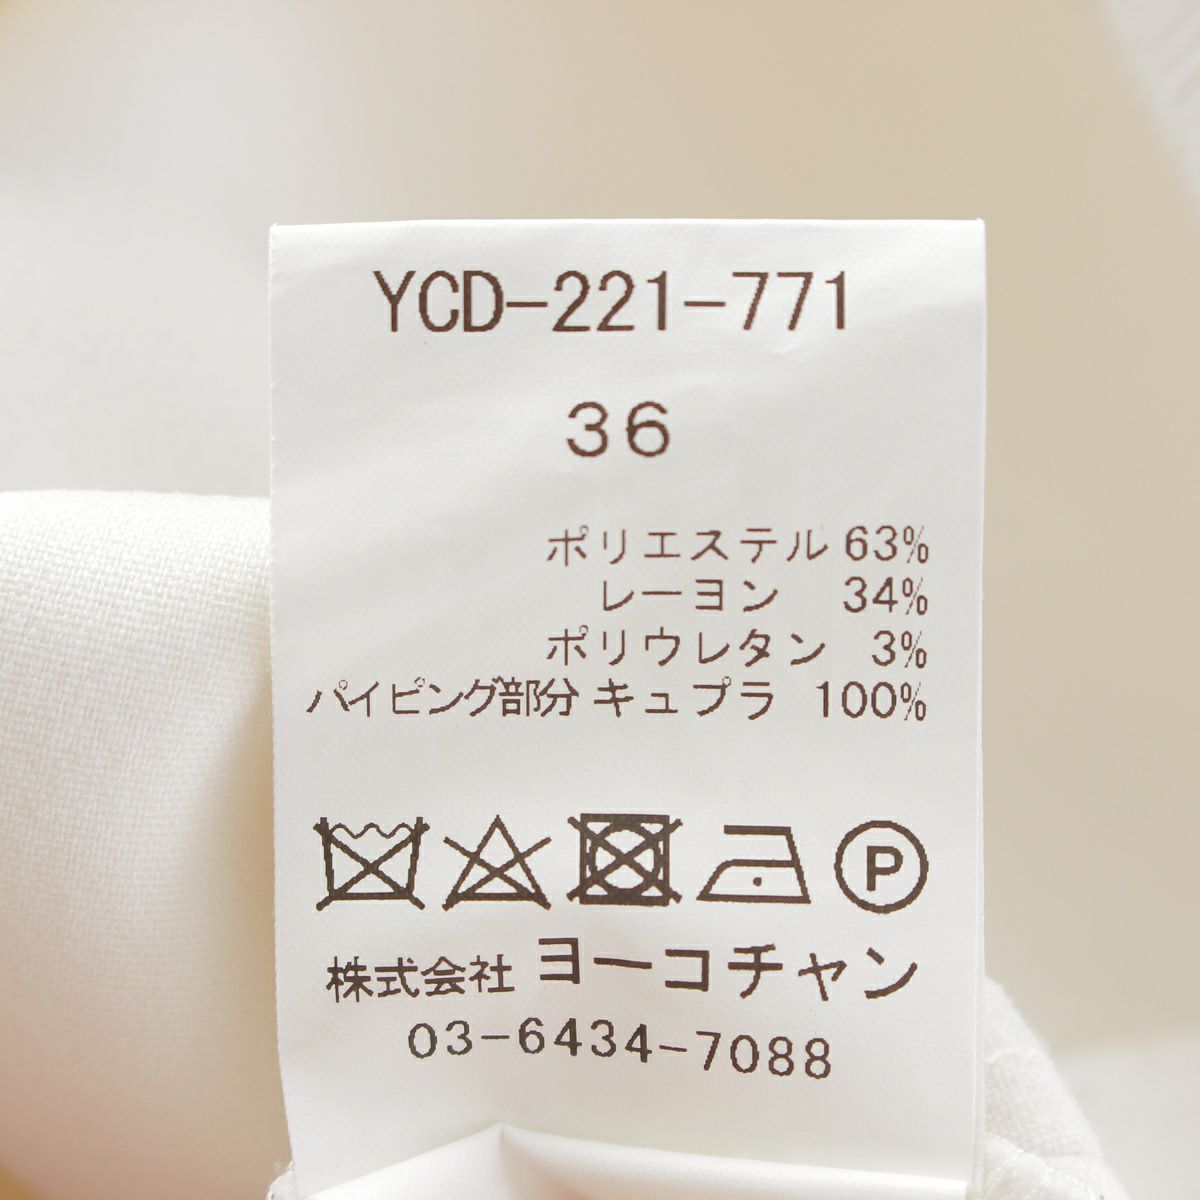 YCD-221-771
36
ポリエステル 63%
レーヨン 34%
ポリウレタン 3%
パイピング部分 キュプラ 100%
P
株式会社 ヨーコチャン
03-6434-7088